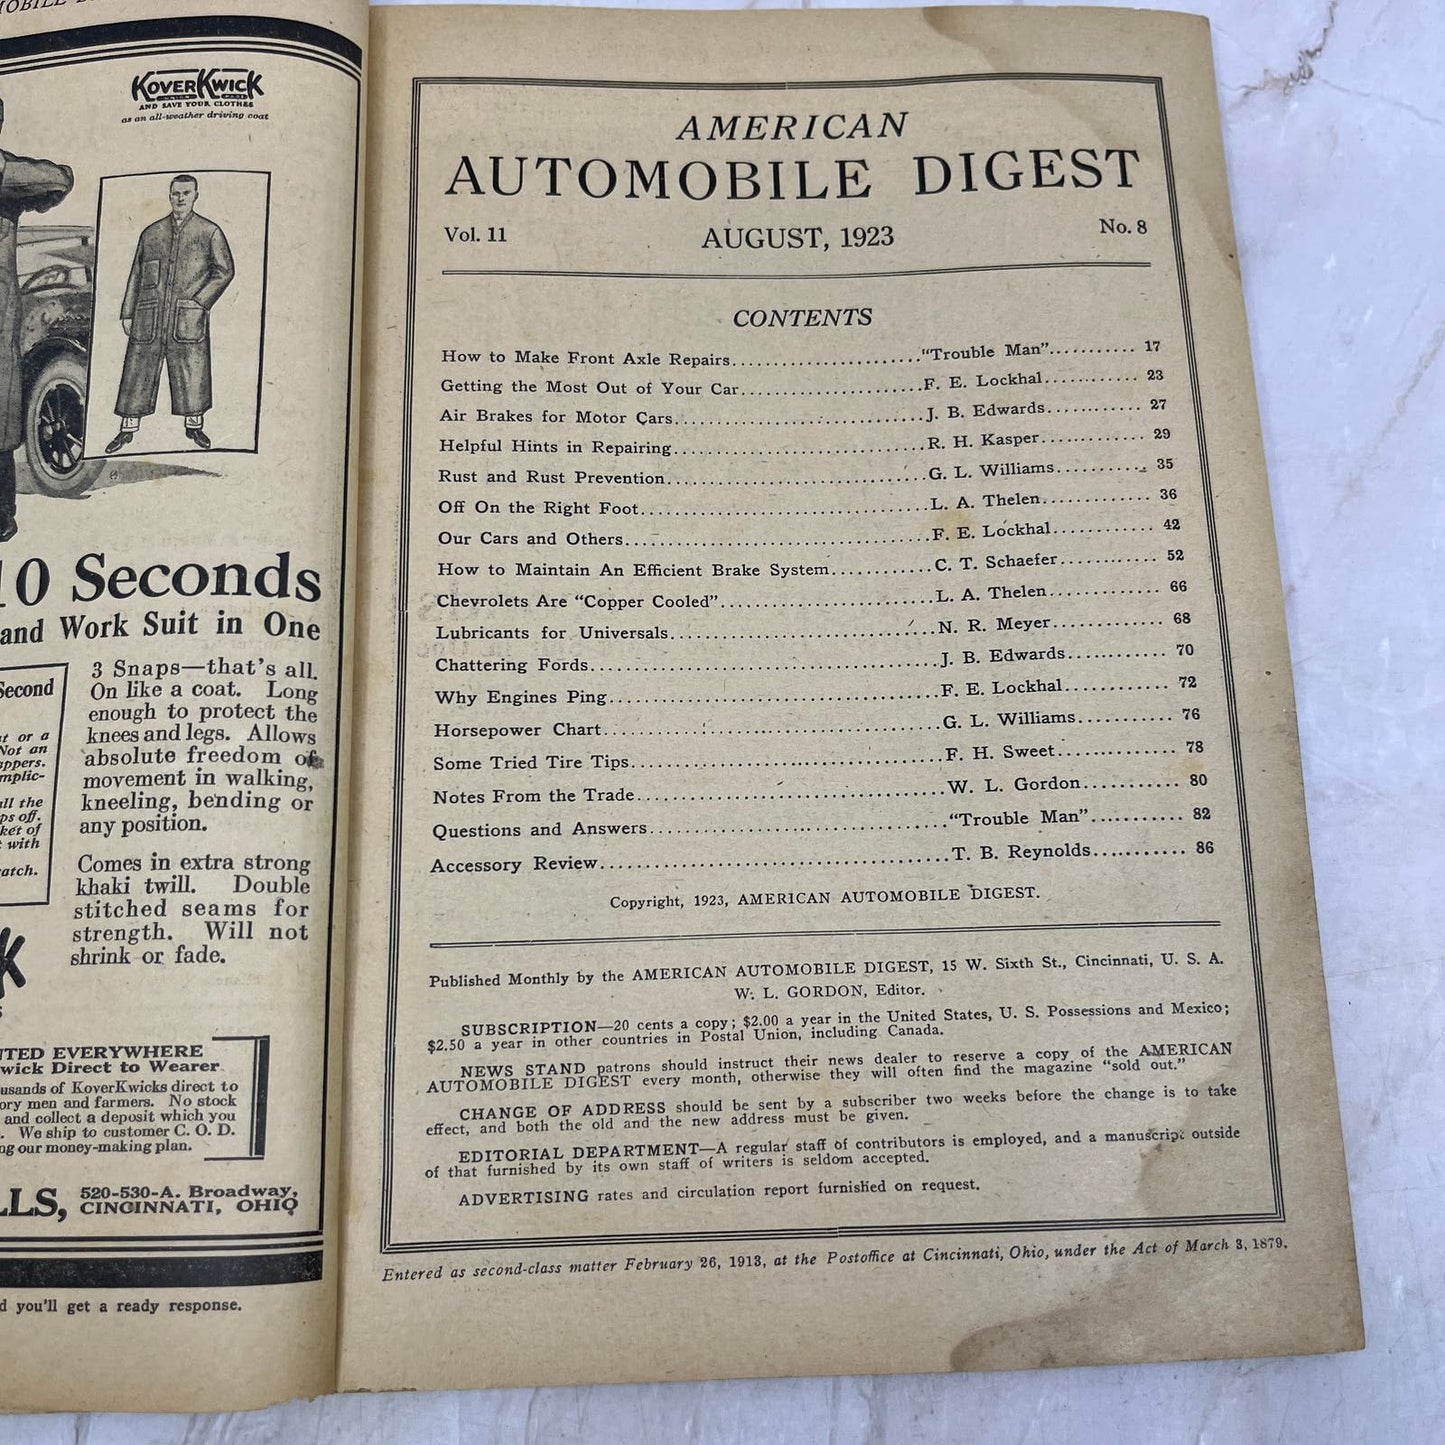 KOVERKWICK
AND SAVE YOUR CLOTHES
as an all-weather driving coat
10 Seconds
and Work Suit in One
Second
3 Snaps—that's all.
On like a coat. Long
enough to protect the
knees and legs. Allows
absolute freedom of
movement in walking,
kneeling, bending or
any position.
Comes in extra strong
khaki twill. Double
stitched seams for
strength. Will not
shrink or fade.
or a
Not an
all the
off.
of
with
EVERYWHERE
Direct to Wearer
of KoverKwicks direct to
men and farmers. No stock
and collect a deposit which you
We ship to customer C. O. D.
our money-making plan.
520-530-A. Broadway,
CINCINNATI, OHIO
you'll get a ready response.
AMERICAN
AUTOMOBILE DIGEST
Vol. 11 AUGUST, 1923 No. 8
CONTENTS
How to Make Front Axle Repairs "Trouble Man" 17
Getting the Most Out of Your Car F. E. Lockhal 23
Air Brakes for Motor Cars J. B. Edwards 27
Helpful Hints in Repairing R. H. Kasper 29
Rust and Rust Prevention G. L. Williams 35
Off On the Right Foot L. A. Thelen 36
Our Cars and Others F. E. Lockhal 42
How to Maintain An Efficient Brake System C. T. Schaefer 52
Chevrolets Are "Copper Cooled" L. A. Thelen 66
Lubricants for Universals N. R. Meyer 68
Chattering Fords J. B. Edwards 70
Why Engines Ping F. E. Lockhal 72
Horsepower Chart G. L. Williams 76
Some Tried Tire Tips F. H. Sweet 78
Notes From the Trade W. L. Gordon 80
Questions and Answers "Trouble Man" 82
Accessory Review T. B. Reynolds 86
Copyright, 1923, AMERICAN AUTOMOBILE DIGEST.
Published Monthly by the AMERICAN AUTOMOBILE DIGEST, 15 W. Sixth St., Cincinnati, U. S. A.
W. L. GORDON, Editor.
SUBSCRIPTION—20 cents a copy; $2.00 a year in the United States, U. S. Possessions and Mexico;
$2.50 a year in other countries in Postal Union, including Canada.
NEWS STAND patrons should instruct their news dealer to reserve a copy of the AMERICAN
AUTOMOBILE DIGEST every month, otherwise they will often find the magazine "sold out."
CHANGE OF ADDRESS should be sent by a subscriber two weeks before the change is to take
effect, and both the old and the new address must be given.
EDITORIAL DEPARTMENT—A regular staff of contributors is employed, and a manuscript outside
of that furnished by its own staff of writers is seldom accepted.
ADVERTISING rates and circulation report furnished on request.
Entered as second-class matter February 26, 1913, at the Postoffice at Cincinnati, Ohio, under the Act of March 3, 1879.